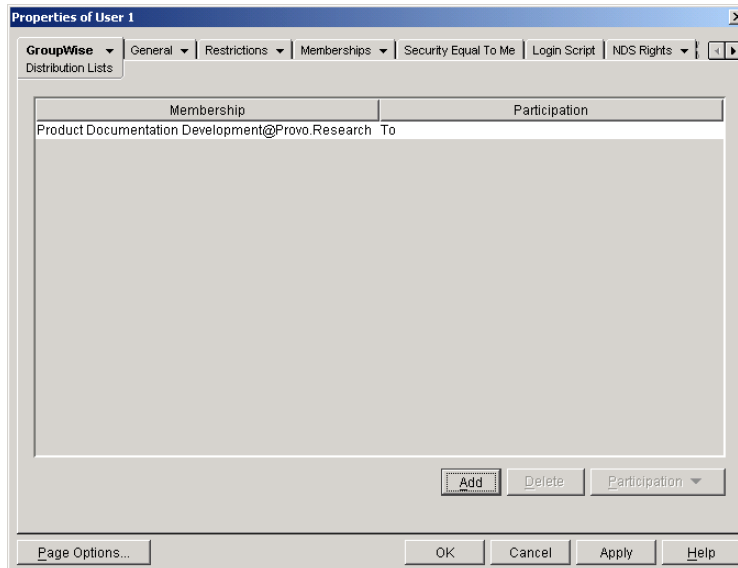 Properties of User 1
GroupWise General Restrictions Memberships Security Equal To Me Login Script NDS Rights
Distribution Lists
Membership Participation
Product Documentation Development@Provo.Research To
Add Delete Participation
Page Options... OK Cancel Apply Help